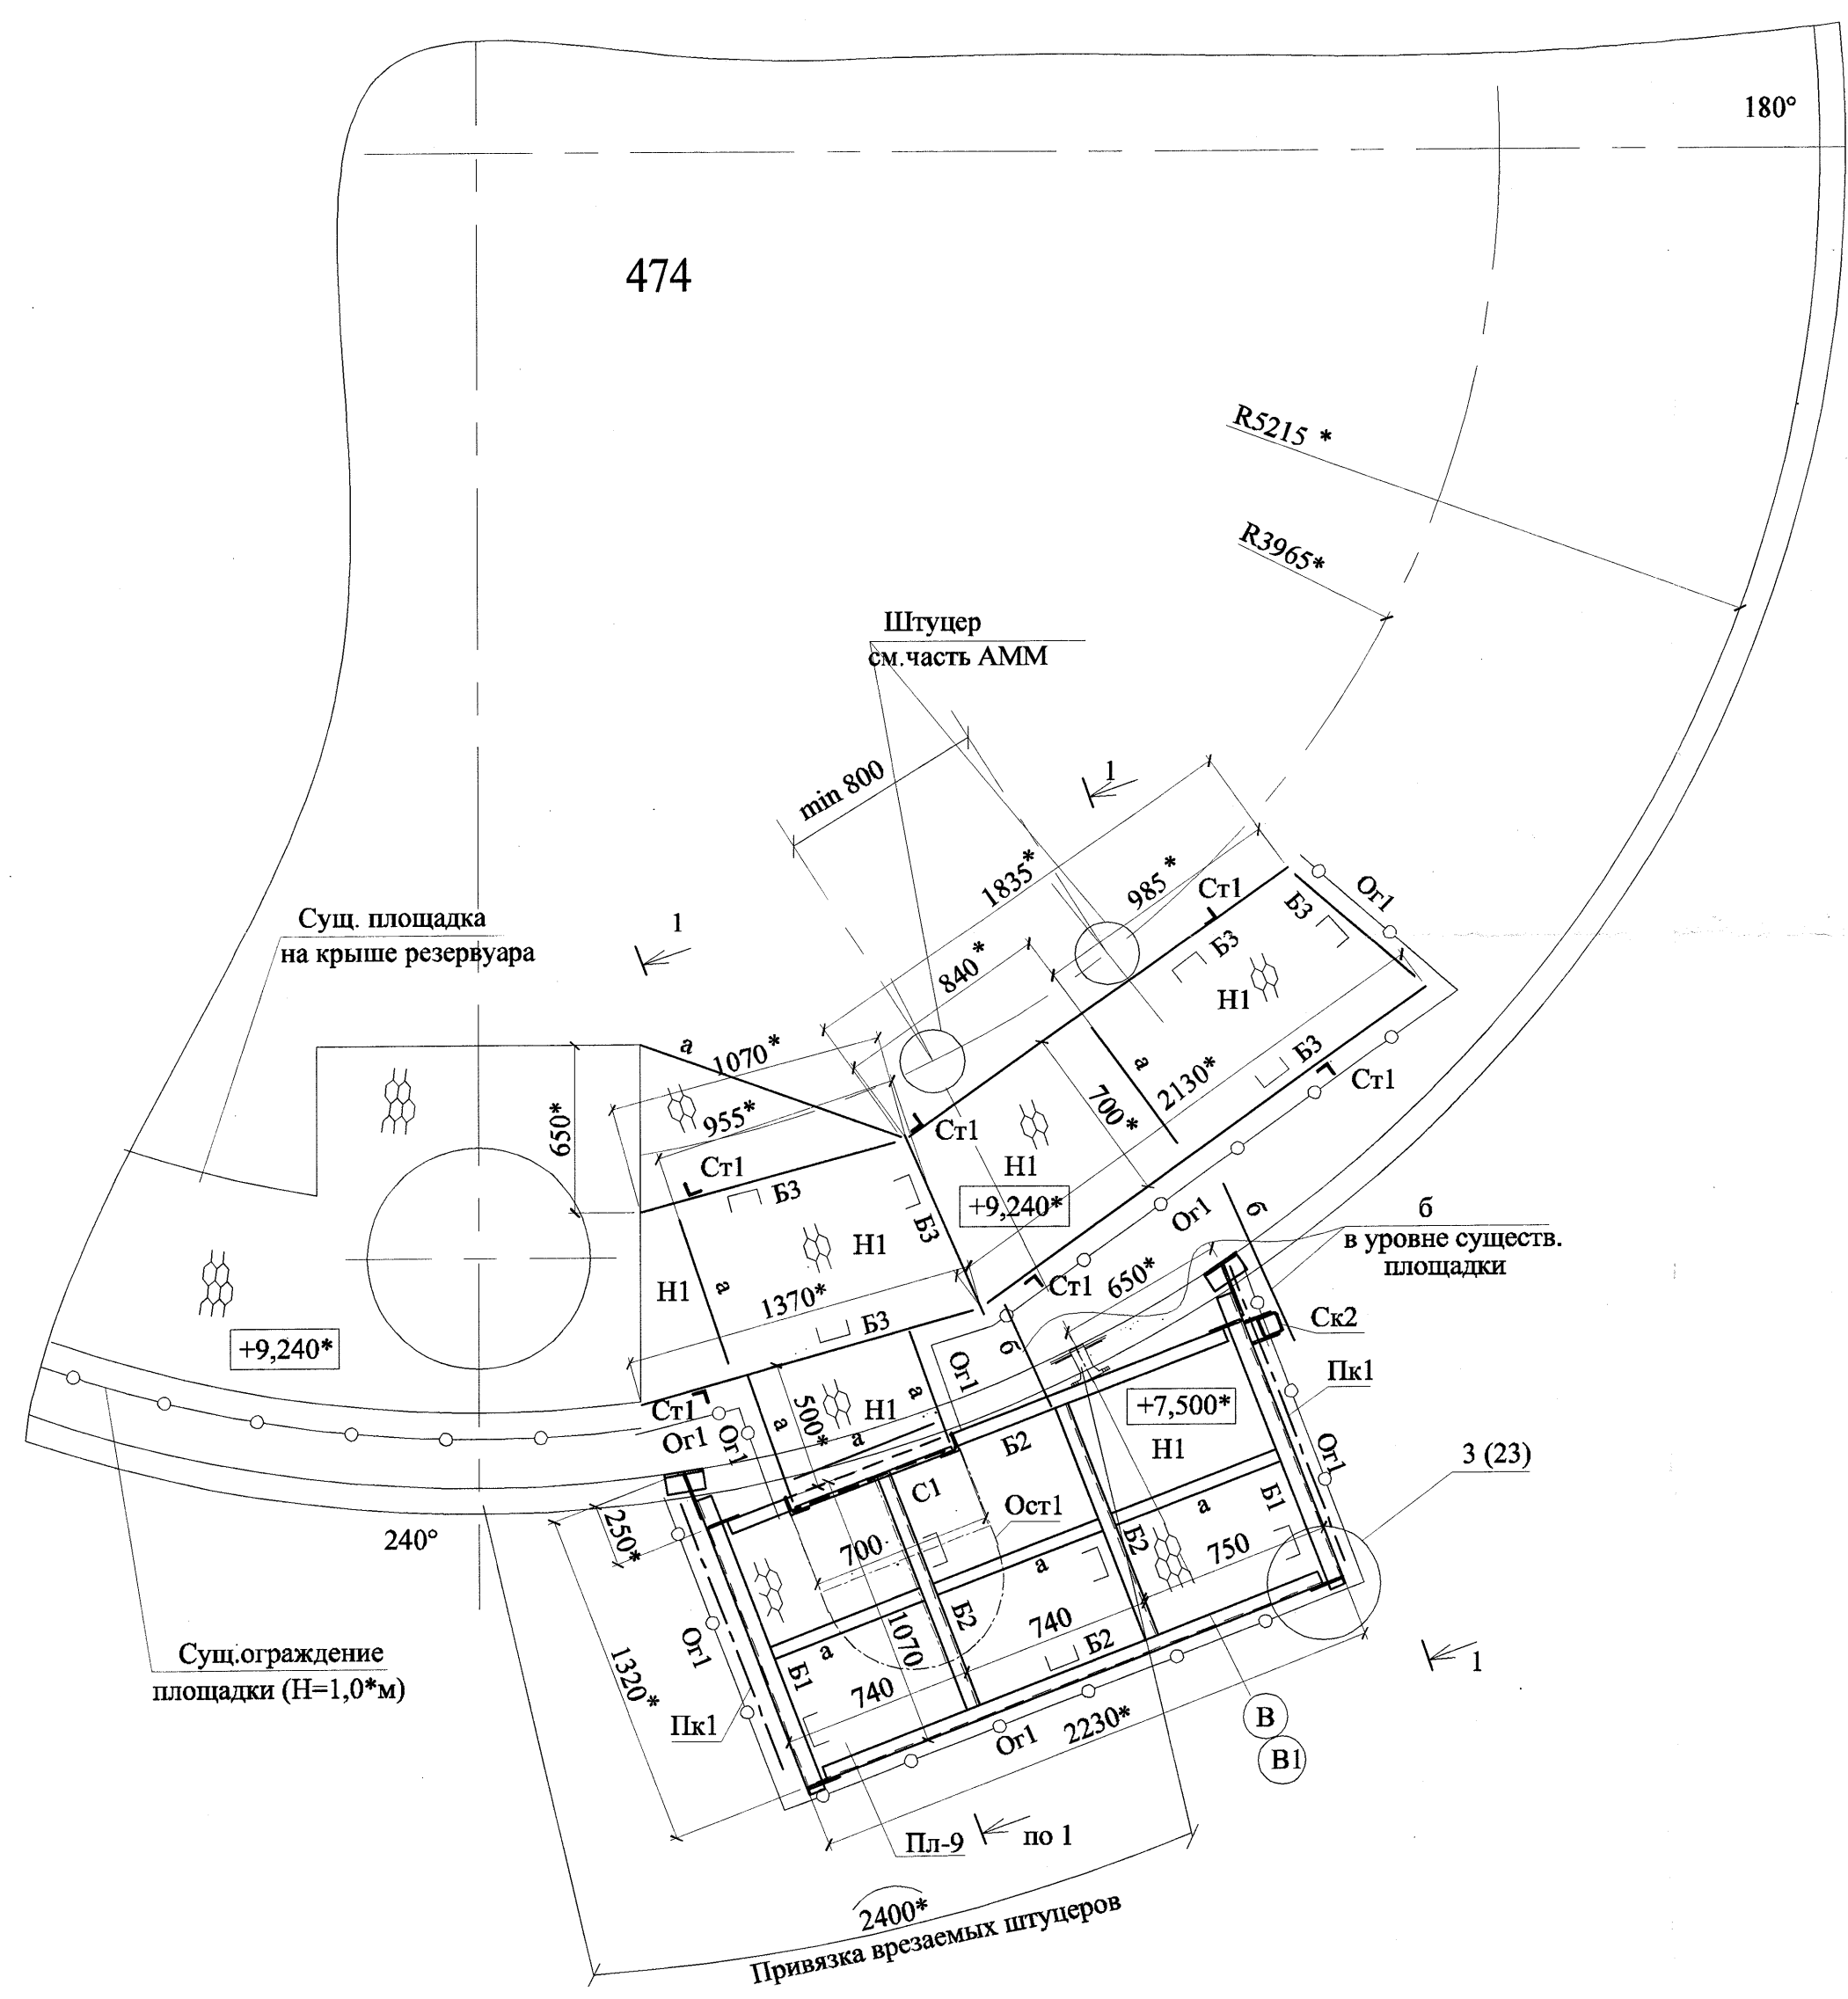 180°
474
R5215 *
R3965*
Штуцер
см.часть АММ
min 800
1
1835*
985*
Ст1
Ог1
Б3
Сущ. площадка
на крыше резервуара
1
840*
Б3
Н1
а
1070*
650*
955*
700*
а
2130*
Б3
Ст1
Ст1
Ст1
Н1
Б3
+9,240*
Ог1
б
б
в уровне существ.
площадки
Н1
Н1
а
Б3
1370*
Б3
Ст1
650*
Ск2
+9,240*
б
Ог1
Пк1
а
Ст1
Ог1
Ог1
а
500*
Н1
а
+7,500*
Н1
Б2
Ог1
3 (23)
240°
250*
С1
Ост1
700
Б2
а
Б1
750
а
1320*
Ог1
а
Б1
1070
Б2
740
Б2
740
Сущ.ограждение
площадки (Н=1,0*м)
Пк1
Ог1
2230*
В
В1
1
Пл-9
по 1
2400*
Привязка врезаемых штуцеров